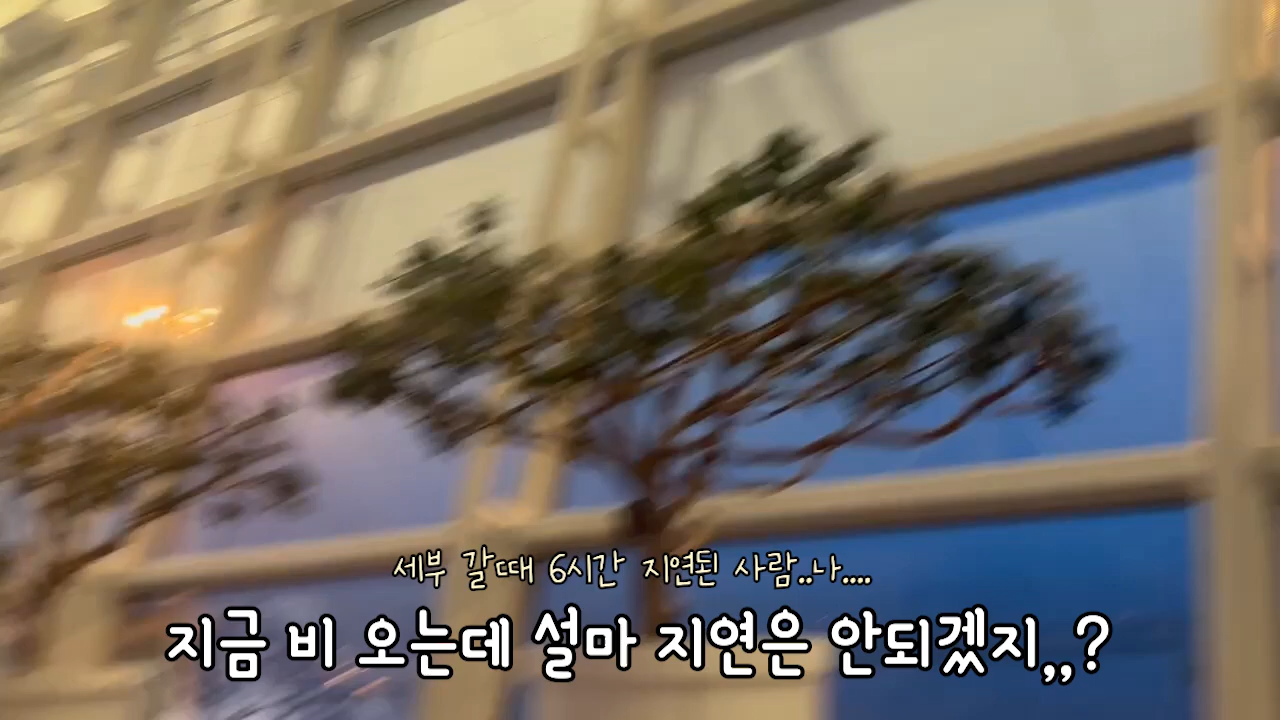 세부 갈때 6시간 지연된 사람..나....
지금 비 오는데 설마 지연은 안되겠지,,?